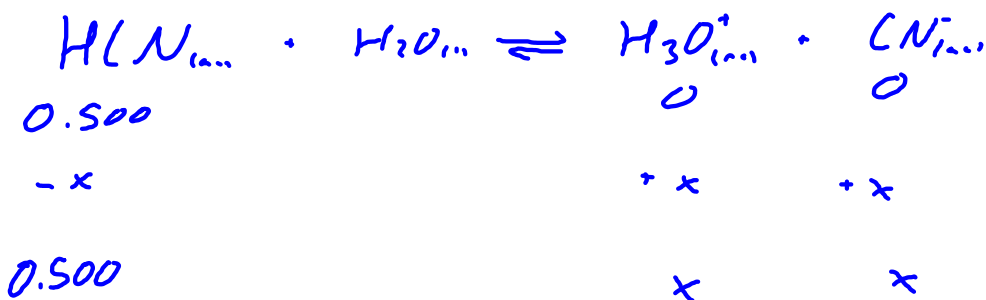 HCN(aq) + H₂O(l) ⇌ H₃O⁺(aq) + CN⁻(aq)
0.500 0 0
- x + x + x
0.500 x x